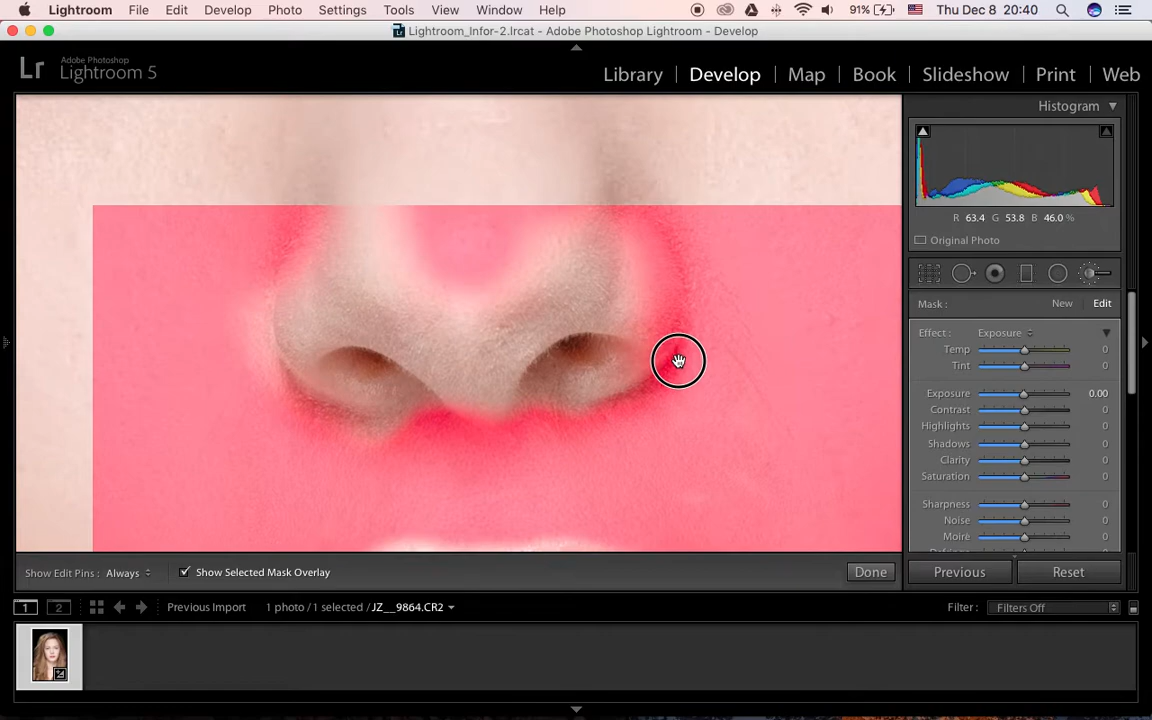 Lightroom File Edit Develop Photo Settings Tools View Window Help 91% Thu Dec 8 20:40
Lightroom_Infor-2.lrcat - Adobe Photoshop Lightroom - Develop
Lr Adobe Photoshop
Lightroom 5
Library Develop Map Book Slideshow Print Web
Histogram
R 63.4 G 53.8 B 46.0 %
Original Photo
Mask : New Edit
Effect : Exposure
Temp 0
Tint 0
Exposure 0.00
Contrast 0
Highlights 0
Shadows 0
Clarity 0
Saturation 0
Sharpness 0
Noise 0
Moiré 0
Show Edit Pins : Always Show Selected Mask Overlay Done Previous Reset
1 2 Previous Import 1 photo / 1 selected / JZ__9864.CR2 Filter : Filters Off